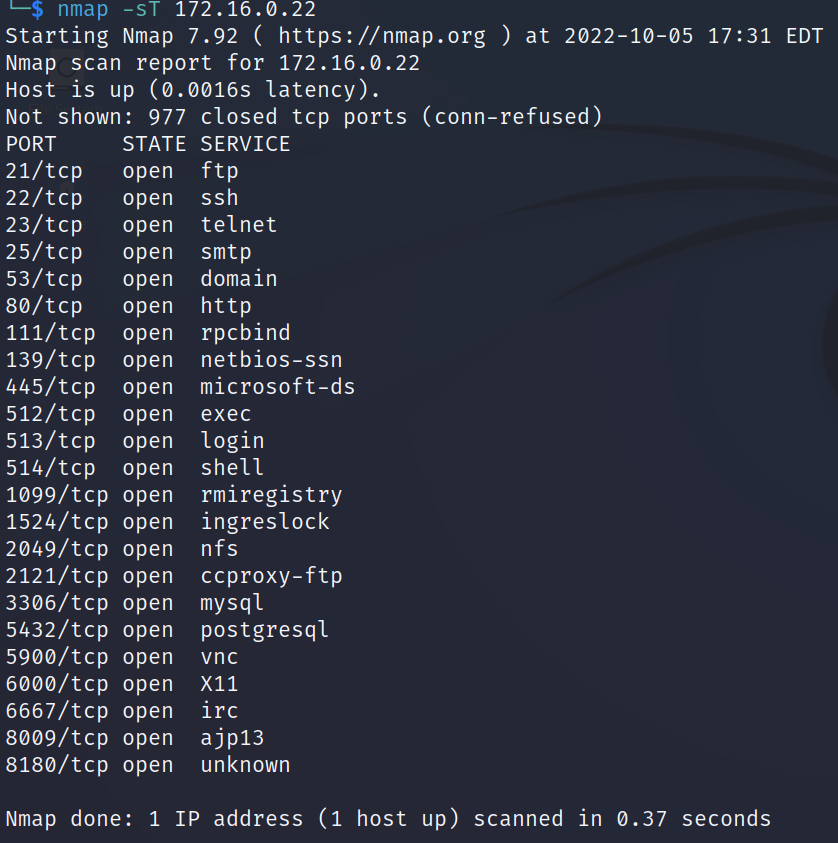 └─$ nmap -sT 172.16.0.22
Starting Nmap 7.92 ( https://nmap.org ) at 2022-10-05 17:31 EDT
Nmap scan report for 172.16.0.22
Host is up (0.0016s latency).
Not shown: 977 closed tcp ports (conn-refused)
PORT     STATE SERVICE
21/tcp   open  ftp
22/tcp   open  ssh
23/tcp   open  telnet
25/tcp   open  smtp
53/tcp   open  domain
80/tcp   open  http
111/tcp  open  rpcbind
139/tcp  open  netbios-ssn
445/tcp  open  microsoft-ds
512/tcp  open  exec
513/tcp  open  login
514/tcp  open  shell
1099/tcp open  rmiregistry
1524/tcp open  ingreslock
2049/tcp open  nfs
2121/tcp open  ccproxy-ftp
3306/tcp open  mysql
5432/tcp open  postgresql
5900/tcp open  vnc
6000/tcp open  X11
6667/tcp open  irc
8009/tcp open  ajp13
8180/tcp open  unknown
Nmap done: 1 IP address (1 host up) scanned in 0.37 seconds